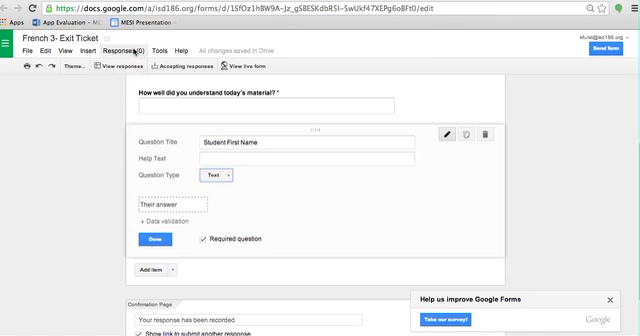 https://docs.google.com/a/isd186.org/forms/d/
/edit
Apps
App Evaluation - M
MESI Presentation
French 3- Exit Ticket
File Edit View Insert Responses (0) Tools Help All changes saved in Drive
Send form
Theme...
View responses
Accepting responses
View live form
How well did you understand today's material? *
Question Title
Student First Name
Help Text
Question Type
Text
Their answer
Data validation
Done
Required question
Add item
Confirmation Page
Your response has been recorded.
Show link to submit another response
Help us improve Google Forms
Take our survey!
Google